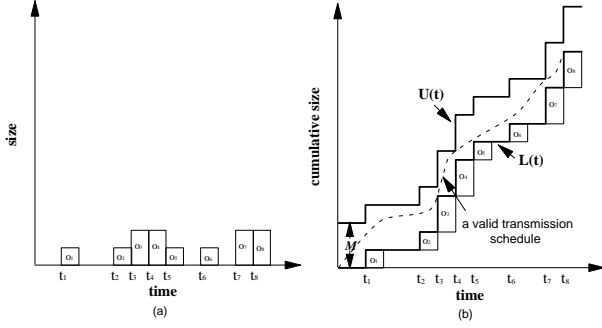 size
O₁
O₂
O₃
O₄
O₅
O₆
O₇
O₈
t₁ t₂ t₃ t₄ t₅ t₆ t₇ t₈
time
(a)
cumulative size
U(t)
L(t)
M
a valid transmission
schedule
O₁
O₂
O₃
O₄
O₅
O₆
O₇
O₈
t₁ t₂ t₃ t₄ t₅ t₆ t₇ t₈
time
(b)